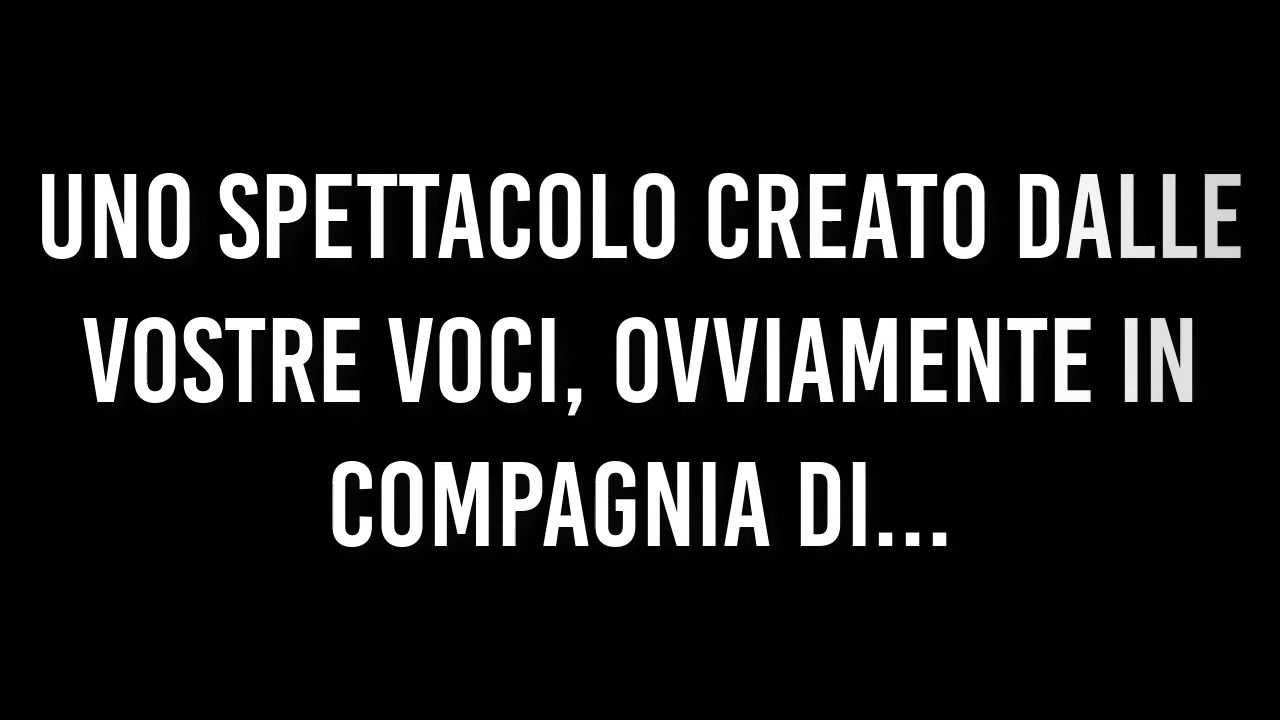 UNO SPETTACOLO CREATO DALLE
VOSTRE VOCI, OVVIAMENTE IN
COMPAGNIA DI...